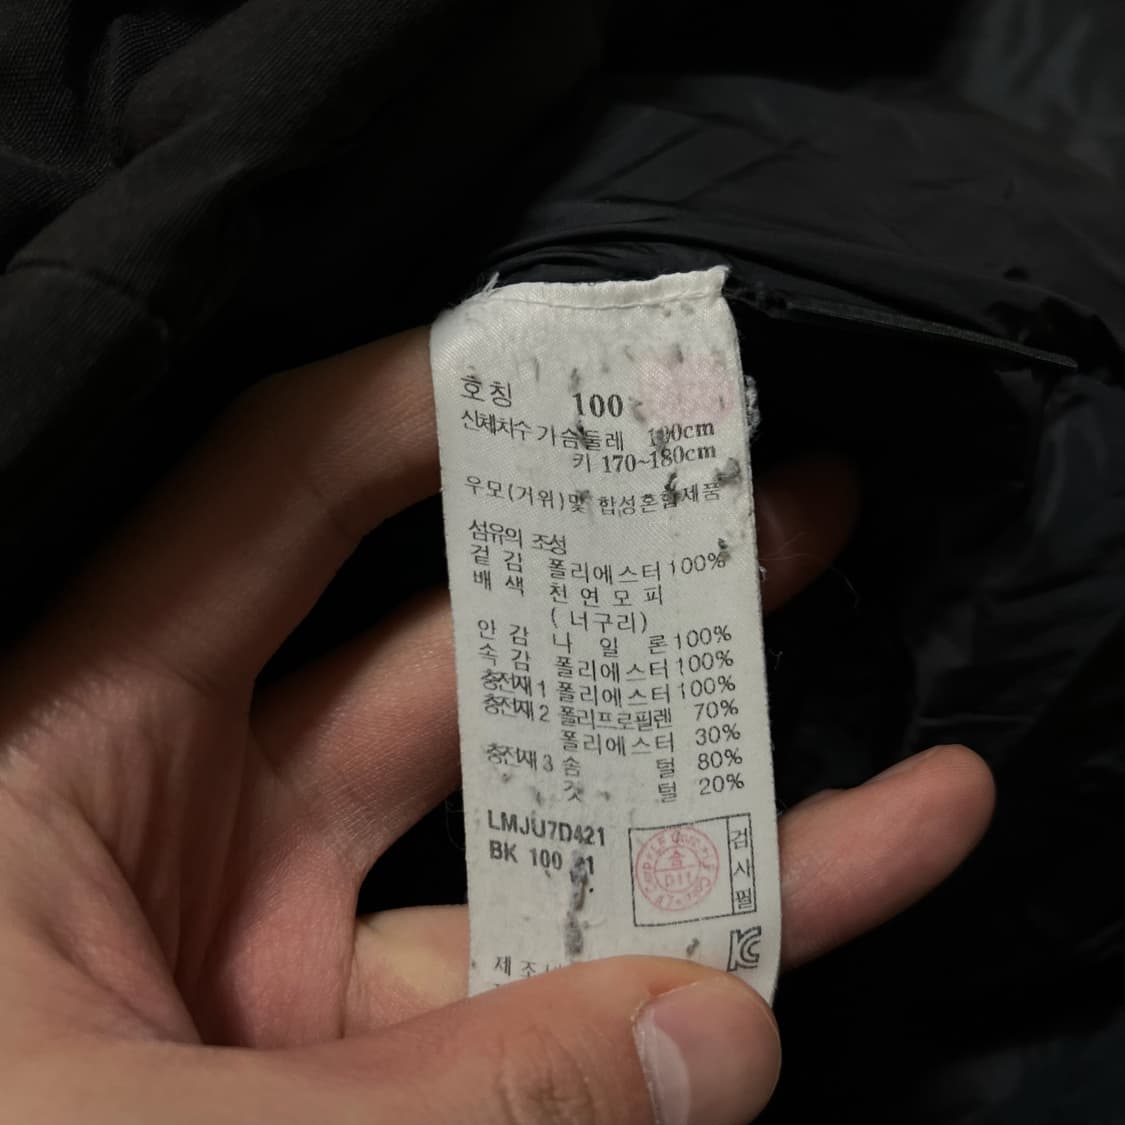 호칭 100
신체치수 가슴둘레 100cm
키 170~180cm
우모(거위)및 합성혼합제품
섬유의 조성
겉 감 폴리에스터 100%
배 색 천 연 모 피
( 너구리)
안 감 나 일 론 100%
속 감 폴리에스터 100%
충전재 1 폴리에스터 100%
충전재 2 폴리프로필렌 70%
폴리에스터 30%
충전재 3 솜 털 80%
깃 털 20%
LMJU7D421
BK 100
검사필
KC
제 조